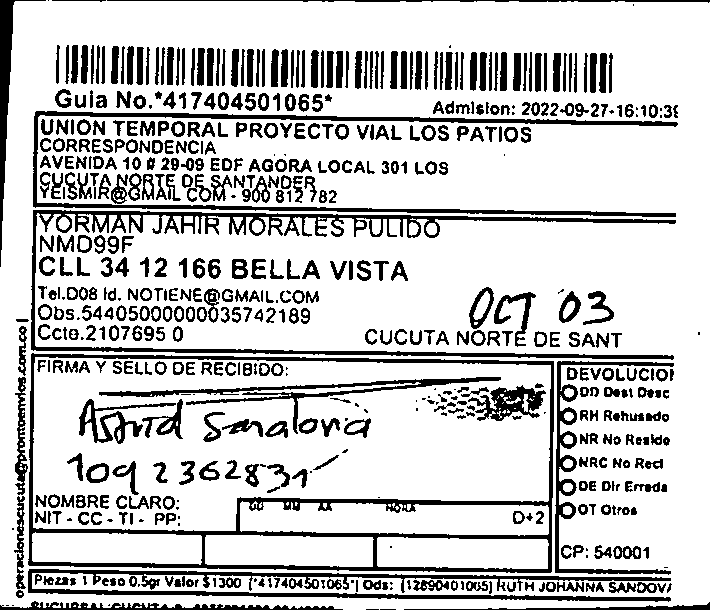 Guia No.*417404501065*
Admision: 2022-09-27-16:10:39
UNION TEMPORAL PROYECTO VIAL LOS PATIOS
CORRESPONDENCIA
AVENIDA 10 # 29-09 EDF AGORA LOCAL 301 LOS
CUCUTA NORTE DE SANTANDER
YEISMIR@GMAIL COM - 900 812 782
YORMAN JAHIR MORALES PULIDO
NMD99F
CLL 34 12 166 BELLA VISTA
Tel.D08 Id. NOTIENE@GMAIL.COM
Obs.54405000000035742189
OCT 03
Ccto.2107695 0
CUCUTA NORTE DE SANT
operacionescucuta@prontoenvios.com.co
FIRMA Y SELLO DE RECIBIDO:
Astrid
1092362831
NOMBRE CLARO:
NIT - CC - TI - PP:
DD MM AA HORA
D+2
DEVOLUCIO
DD Dest Desc
RH Rehusado
NR No Reside
NRC No Recl
DE Dir Errada
OT Otros
CP: 540001
Piezas 1 Peso 0.5gr Valor $1300 (*417404501065*) Ods: (12890401065) RUTH JOHANNA SANDOVA